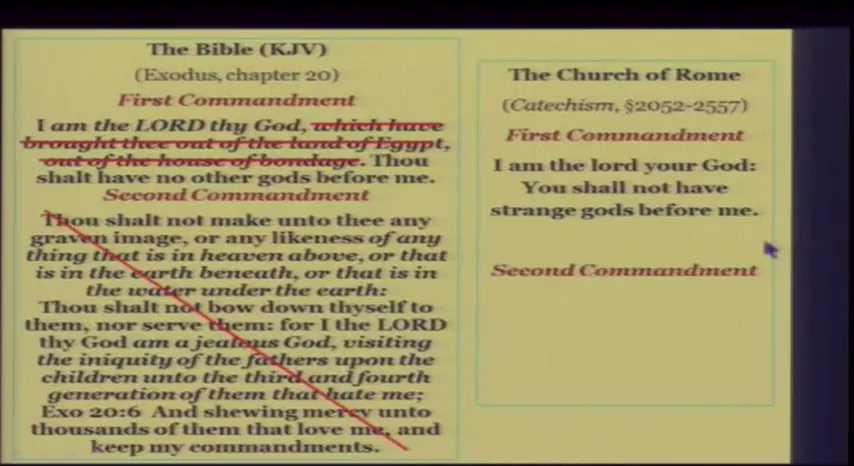 The Bible (KJV)
(Exodus, chapter 20)
First Commandment
I am the LORD thy God, which have
brought thee out of the land of Egypt,
out of the house of bondage. Thou
shalt have no other gods before me.
Second Commandment
Thou shalt not make unto thee any
graven image, or any likeness of any
thing that is in heaven above, or that
is in the earth beneath, or that is in
the water under the earth:
Thou shalt not bow down thyself to
them, nor serve them: for I the LORD
thy God am a jealous God, visiting
the iniquity of the fathers upon the
children unto the third and fourth
generation of them that hate me;
Exo 20:6 And shewing mercy unto
thousands of them that love me, and
keep my commandments.
The Church of Rome
(Catechism, §2052-2557)
First Commandment
I am the lord your God:
You shall not have
strange gods before me.
Second Commandment